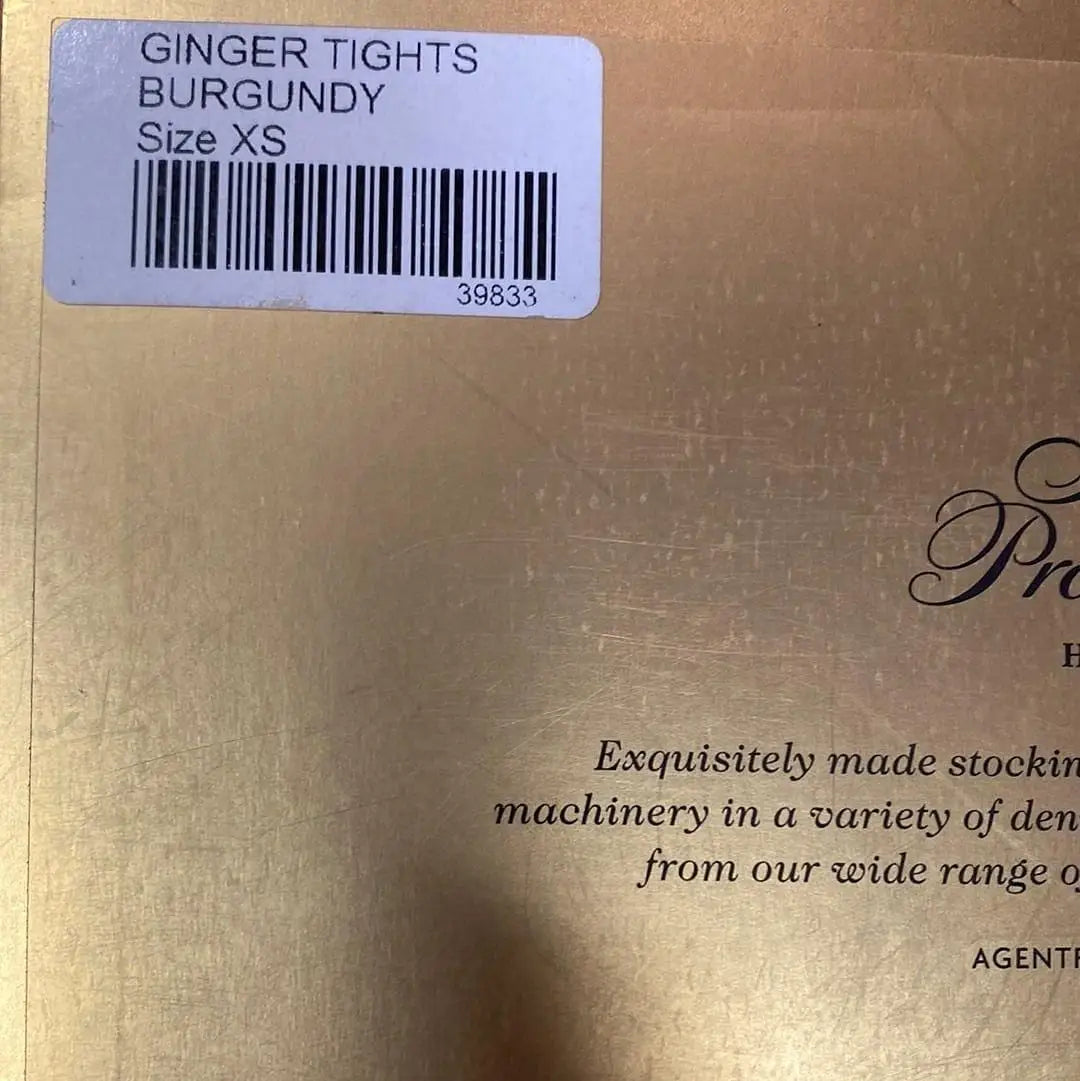 GINGER TIGHTS
BURGUNDY
Size XS
39833
Exquisitely made stockin
machinery in a variety of den
from our wide range o
AGENT